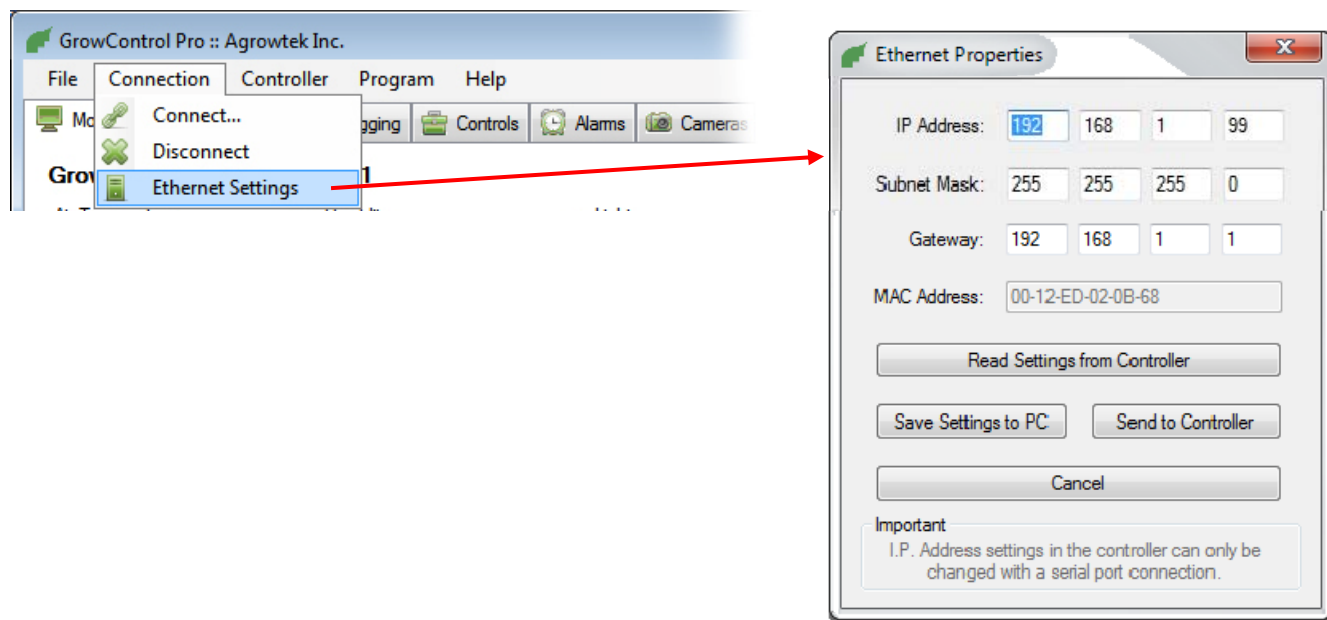 GrowControl Pro :: Agrowtek Inc.
File Connection Controller Program Help
Connect...
Controls Alarms Cameras
Disconnect
Ethernet Settings
Ethernet Properties
IP Address: 192 168 1 99
Subnet Mask: 255 255 255 0
Gateway: 192 168 1 1
MAC Address: 00-12-ED-02-0B-68
Read Settings from Controller
Save Settings to PC Send to Controller
Cancel
Important
I.P. Address settings in the controller can only be
changed with a serial port connection.